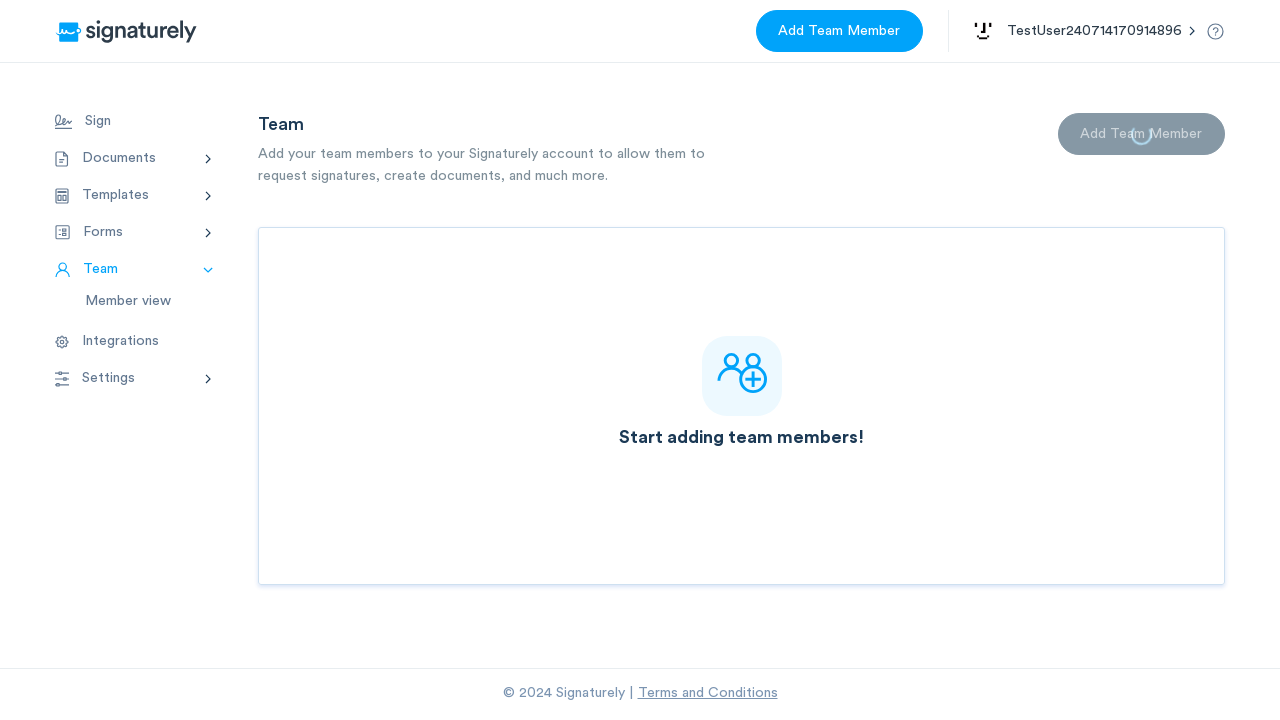 signaturely
Add Team Member
TestUser240714170914896
Sign
Documents
Templates
Forms
Team
Member view
Integrations
Settings
Team
Add your team members to your Signaturely account to allow them to
request signatures, create documents, and much more.
Add Team Member
Start adding team members!
© 2024 Signaturely | Terms and Conditions